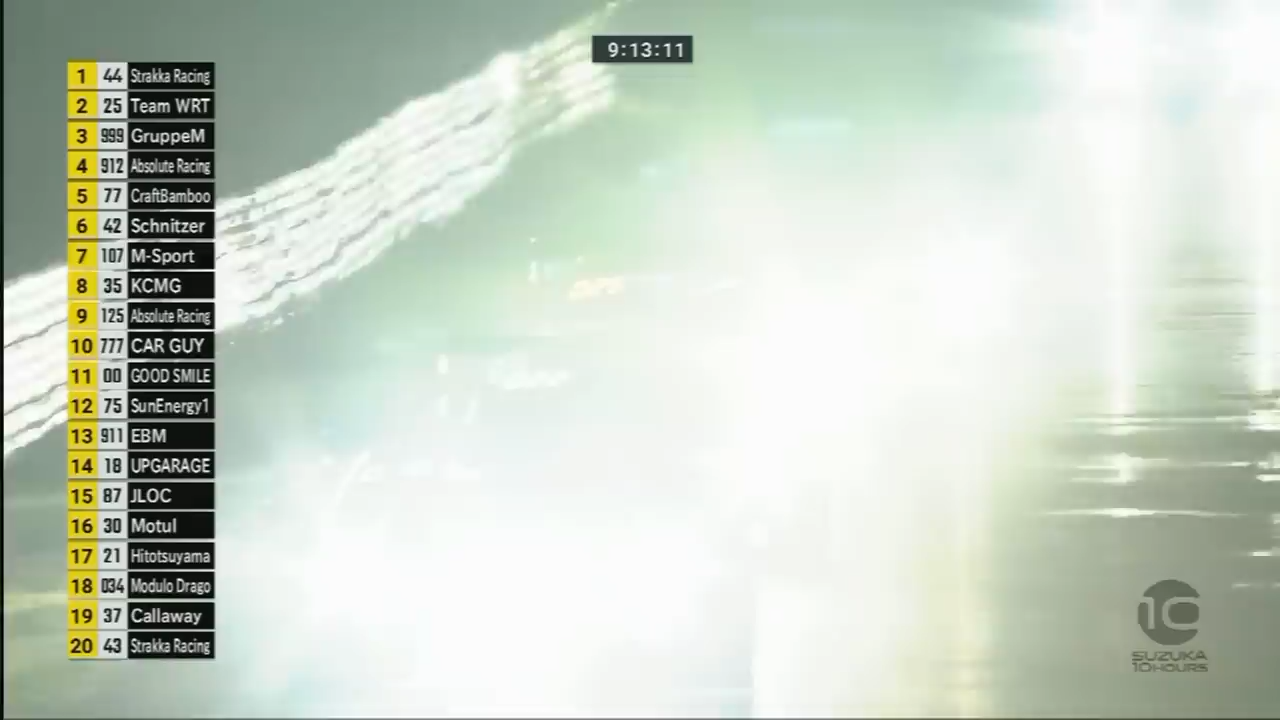 9:13:11
1 44 Strakka Racing
2 25 Team WRT
3 999 GruppeM
4 912 Absolute Racing
5 77 CraftBamboo
6 42 Schnitzer
7 107 M-Sport
8 35 KCMG
9 125 Absolute Racing
10 777 CAR GUY
11 00 GOOD SMILE
12 75 SunEnergy1
13 911 EBM
14 18 UPGARAGE
15 87 JLOC
16 30 Motul
17 21 Hitotsuyama
18 034 Modulo Drago
19 37 Callaway
20 43 Strakka Racing
10
SUZUKA
10HOURS